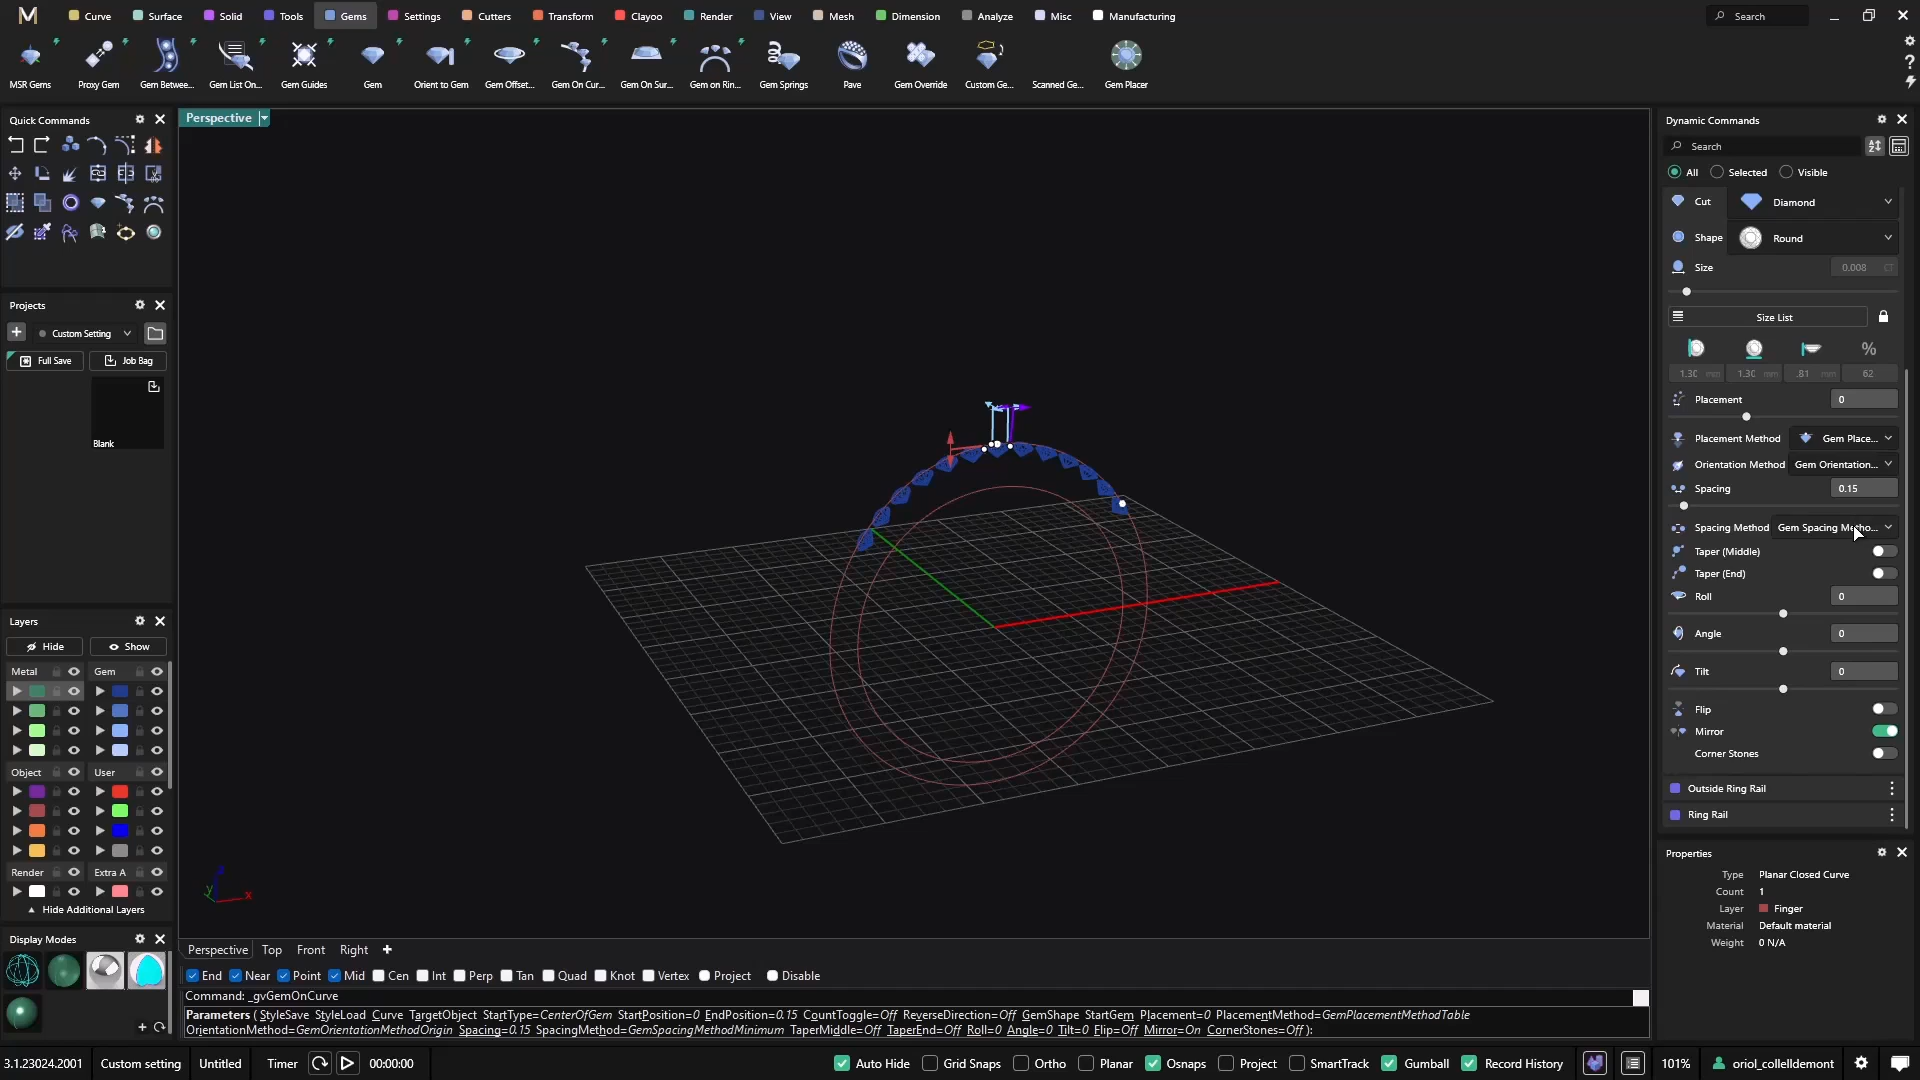 Curve Surface Solid Tools Gems Settings Cutters Transform Clayoo Render View Mesh Dimension Analyze Misc Manufacturing Search
MSR Gems Proxy Gem Gem Betwee... Gem List On... Gem Guides Gem Orient to Gem Gem Offset... Gem On Cur... Gem On Sur... Gem on Rin... Gem Springs Pave Gem Override Custom Ge... Scanned Ge... Gem Placer
Quick Commands
Projects
Custom Setting
Full Save Job Bag
Blank
Layers
Hide Show
Metal Gem
Object User
Render Extra A
Hide Additional Layers
Display Modes
Perspective
Perspective Top Front Right
End Near Point Mid Cen Int Perp Tan Quad Knot Vertex Project Disable
Command: _gvGemOnCurve
Parameters ( StyleSave StyleLoad Curve TargetObject StartType=CenterOfGem StartPosition=0 EndPosition=0.15 CountToggle=Off ReverseDirection=Off GemShape StartGem Placement=0 PlacementMethod=GemPlacementMethodTable
OrientationMethod=GemOrientationMethodOrigin Spacing=0.15 SpacingMethod=GemSpacingMethodMinimum TaperMiddle=Off TaperEnd=Off Roll=0 Angle=0 Tilt=0 Flip=Off Mirror=On CornerStones=Off ):
Dynamic Commands
Search
All Selected Visible
Cut Diamond
Shape Round
Size 0.008 CT
Size List
%
1.30 mm 1.30 mm .81 mm 62
Placement 0
Placement Method Gem Place...
Orientation Method Gem Orientation...
Spacing 0.15
Spacing Method Gem Spacing Metho...
Taper (Middle)
Taper (End)
Roll 0
Angle 0
Tilt 0
Flip
Mirror
Corner Stones
Outside Ring Rail
Ring Rail
Properties
Type Planar Closed Curve
Count 1
Layer Finger
Material Default material
Weight 0 N/A
y x
3.1.23024.2001 Custom setting Untitled Timer 00:00:00 Auto Hide Grid Snaps Ortho Planar Osnaps Project SmartTrack Gumball Record History 101% oriol_collelldemont